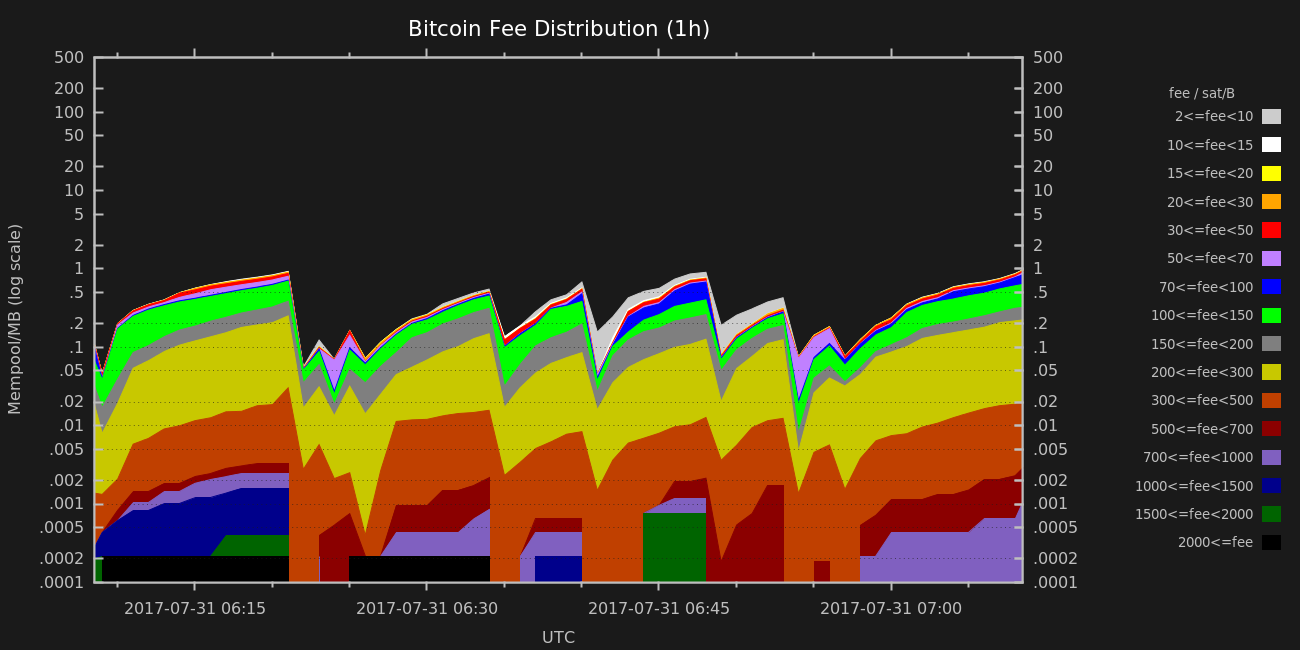 Bitcoin Fee Distribution (1h)
Mempool/MB (log scale)
500
200
100
50
20
10
5
2
1
.5
.2
.1
.05
.02
.01
.005
.002
.001
.0005
.0002
.0001
500
200
100
50
20
10
5
2
1
.5
.2
.1
.05
.02
.01
.005
.002
.001
.0005
.0002
.0001
2017-07-31 06:15
2017-07-31 06:30
2017-07-31 06:45
2017-07-31 07:00
UTC
fee / sat/B
2<=fee<10
10<=fee<15
15<=fee<20
20<=fee<30
30<=fee<50
50<=fee<70
70<=fee<100
100<=fee<150
150<=fee<200
200<=fee<300
300<=fee<500
500<=fee<700
700<=fee<1000
1000<=fee<1500
1500<=fee<2000
2000<=fee